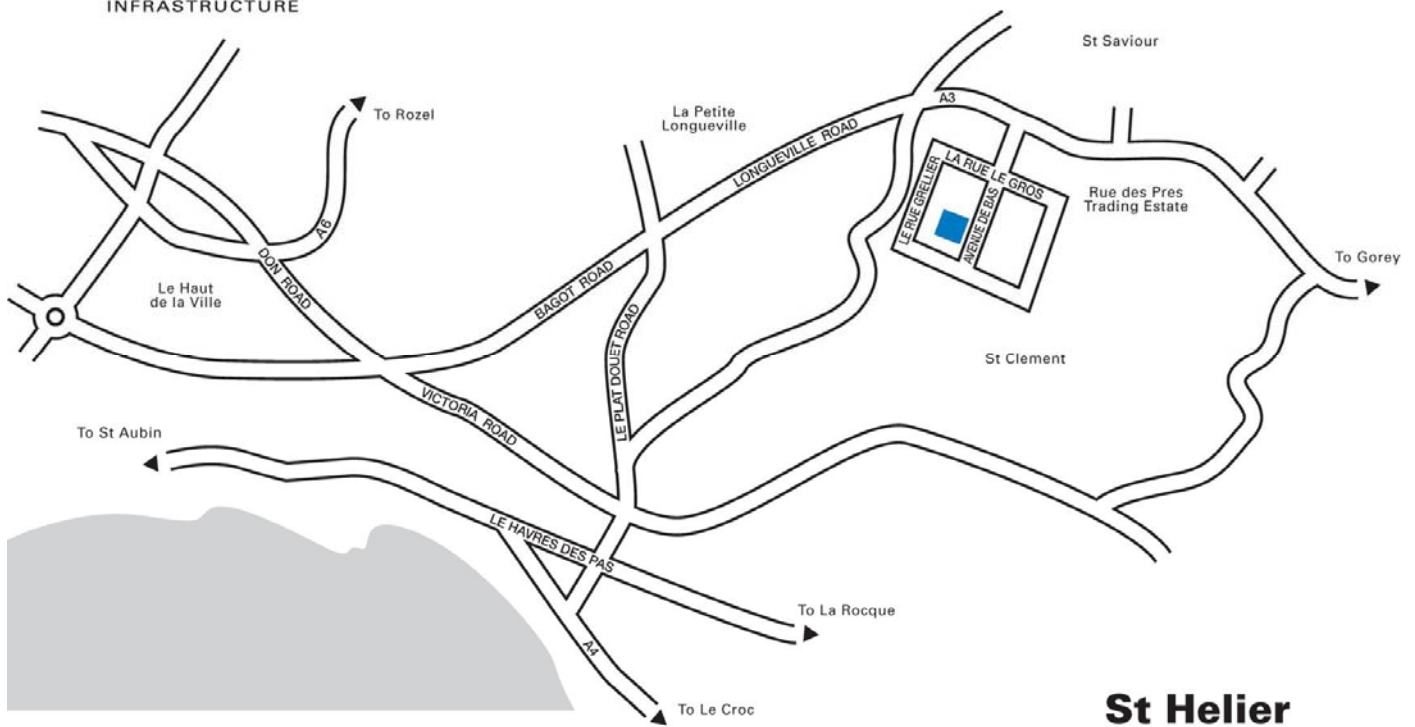 INFRASTRUCTURE
St Saviour
A3
To Rozel
La Petite
Longueville
LONGUEVILLE ROAD
LA RUE LE GROS
LE RUE GRELLIER
AVENUE DE BAS
Rue des Pres
Trading Estate
A6
DON ROAD
To Gorey
Le Haut
de la Ville
BAGOT ROAD
LE PLAT DOUET ROAD
St Clement
VICTORIA ROAD
To St Aubin
LE HAVRES DES PAS
To La Rocque
A4
To Le Croc
St Helier